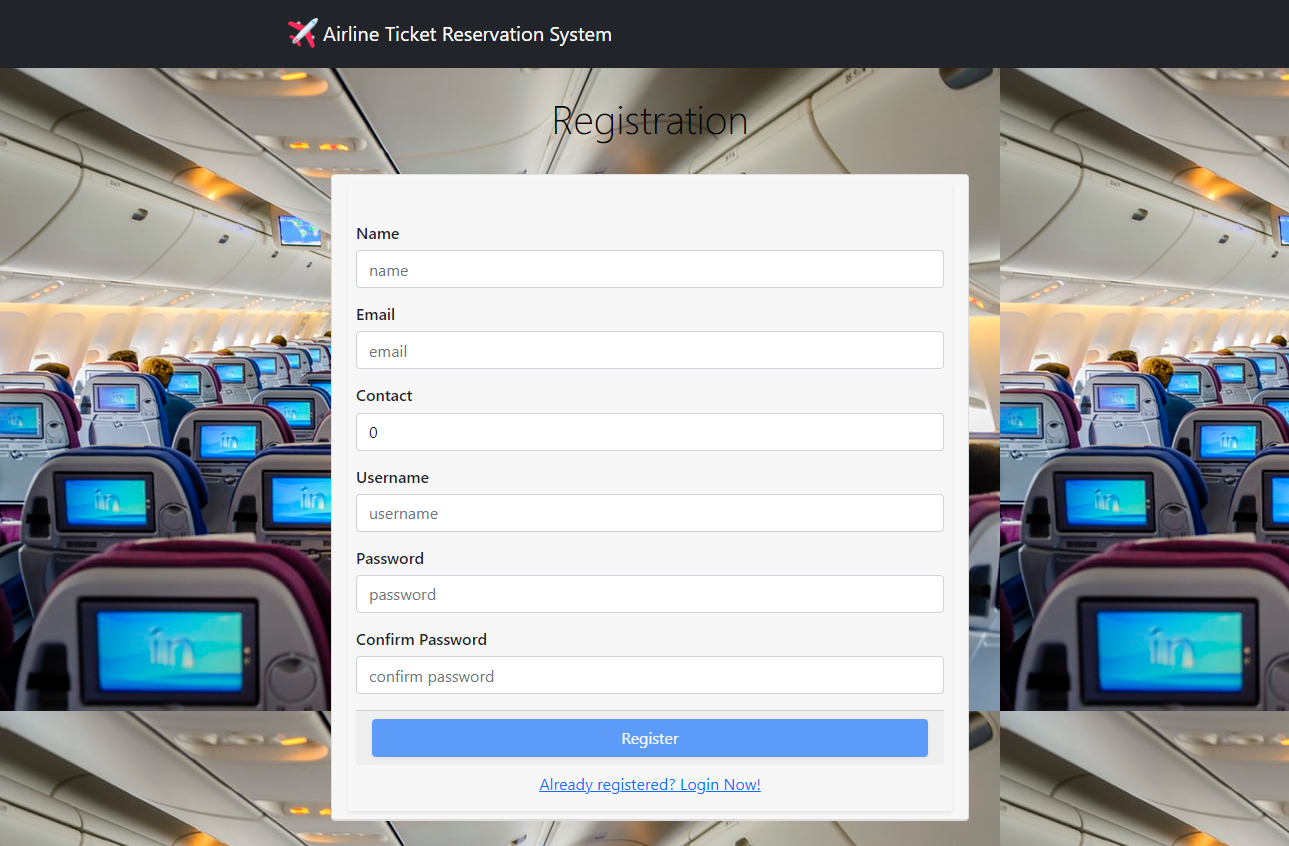 Airline Ticket Reservation System
Registration
Name
name
Email
email
Contact
0
Username
username
Password
password
Confirm Password
confirm password
Register
Already registered? Login Now!